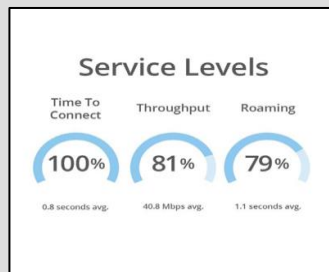 Service Levels
Time To
Connect
Throughput
Roaming
100%
81%
79%
0.8 seconds avg.
40.8 Mbps avg.
1.1 seconds avg.